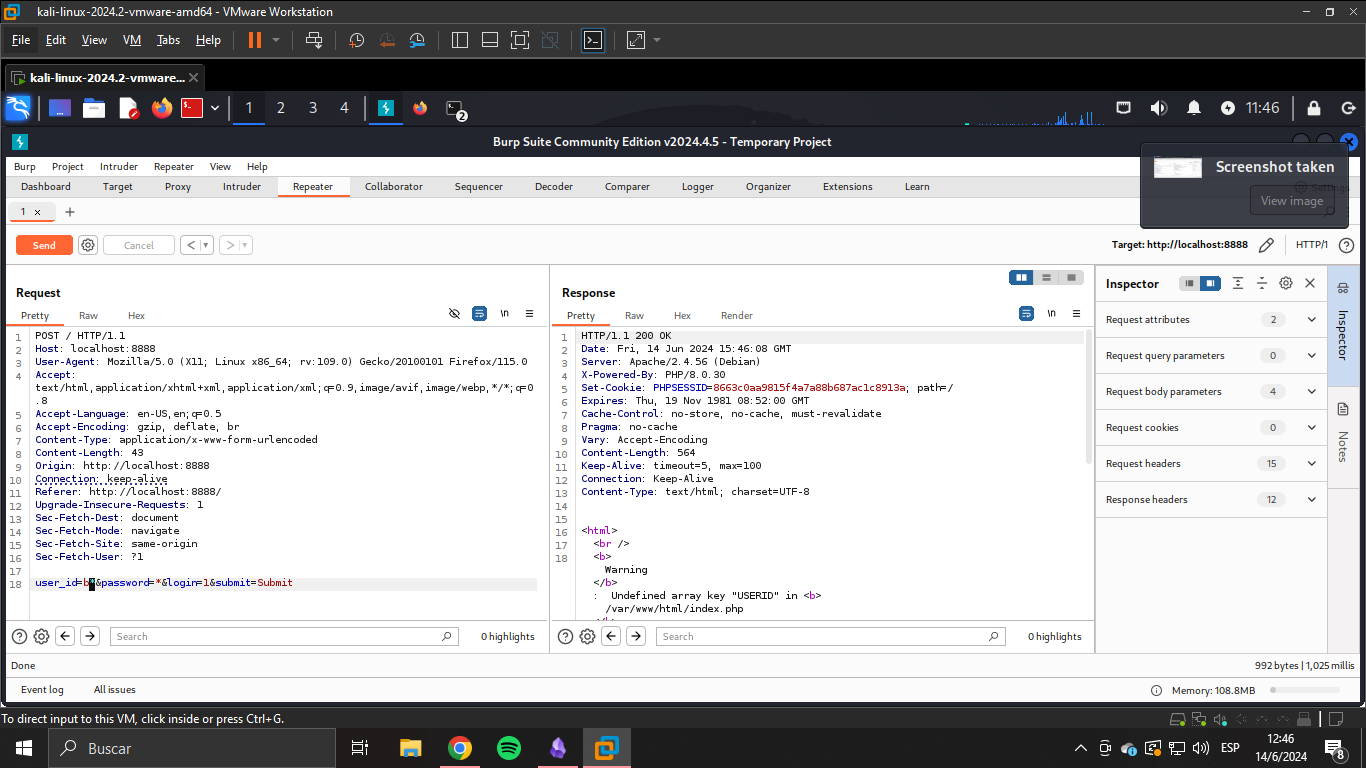 kali-linux-2024.2-vmware-amd64 - VMware Workstation
File Edit View VM Tabs Help
kali-linux-2024.2-vmware...
1 2 3 4
2
11:46
Burp Suite Community Edition v2024.4.5 - Temporary Project
Burp Project Intruder Repeater View Help
Screenshot taken
View image
Dashboard Target Proxy Intruder Repeater Collaborator Sequencer Decoder Comparer Logger Organizer Extensions Learn
Settings
1 × +
Send Cancel < >
Target: http://localhost:8888 HTTP/1
Request
Pretty Raw Hex \n
1 POST / HTTP/1.1
2 Host: localhost:8888
3 User-Agent: Mozilla/5.0 (X11; Linux x86_64; rv:109.0) Gecko/20100101 Firefox/115.0
4 Accept:
text/html,application/xhtml+xml,application/xml;q=0.9,image/avif,image/webp,*/*;q=0
.8
5 Accept-Language: en-US,en;q=0.5
6 Accept-Encoding: gzip, deflate, br
7 Content-Type: application/x-www-form-urlencoded
8 Content-Length: 43
9 Origin: http://localhost:8888
10 Connection: keep-alive
11 Referer: http://localhost:8888/
12 Upgrade-Insecure-Requests: 1
13 Sec-Fetch-Dest: document
14 Sec-Fetch-Mode: navigate
15 Sec-Fetch-Site: same-origin
16 Sec-Fetch-User: ?1
17
18 user_id=b*&password=*&login=1&submit=Submit
Search 0 highlights
Response
Pretty Raw Hex Render \n
1 HTTP/1.1 200 OK
2 Date: Fri, 14 Jun 2024 15:46:08 GMT
3 Server: Apache/2.4.56 (Debian)
4 X-Powered-By: PHP/8.0.30
5 Set-Cookie: PHPSESSID=8663c0aa9815f4a7a88b687ac1c8913a; path=/
6 Expires: Thu, 19 Nov 1981 08:52:00 GMT
7 Cache-Control: no-store, no-cache, must-revalidate
8 Pragma: no-cache
9 Vary: Accept-Encoding
10 Content-Length: 564
11 Keep-Alive: timeout=5, max=100
12 Connection: Keep-Alive
13 Content-Type: text/html; charset=UTF-8
14
15
16 <html>
17 <br />
18 <b>
Warning
</b>
: Undefined array key "USERID" in <b>
/var/www/html/index.php
Search 0 highlights
Inspector
Request attributes 2
Request query parameters 0
Request body parameters 4
Request cookies 0
Request headers 15
Response headers 12
Inspector
Notes
Done
992 bytes | 1,025 millis
Event log All issues
Memory: 108.8MB
To direct input to this VM, click inside or press Ctrl+G.
Buscar
ESP
12:46
14/6/2024
8